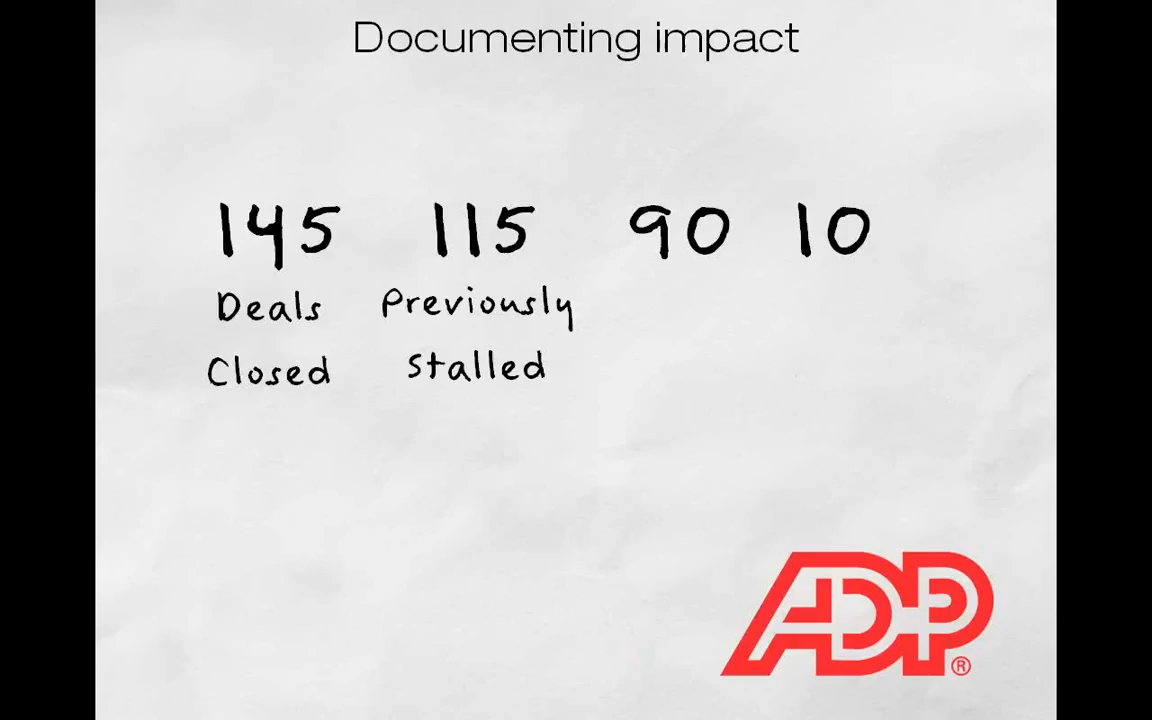 Documenting impact
145 115 90 10
Deals Previously
Closed Stalled
ADP®